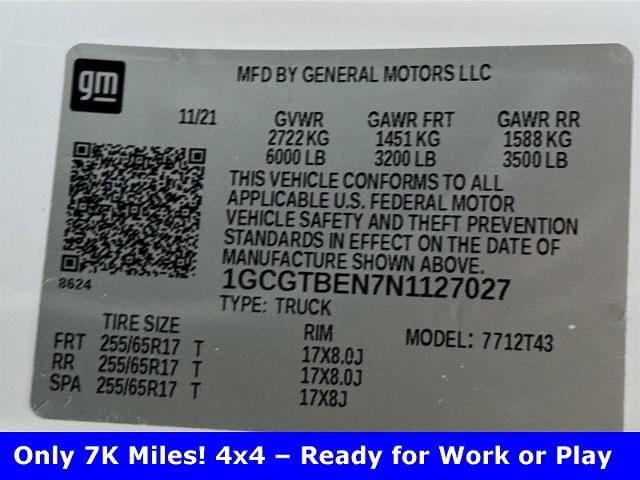 gm
MFD BY GENERAL MOTORS LLC
11/21 GVWR GAWR FRT GAWR RR
2722 KG 1451 KG 1588 KG
6000 LB 3200 LB 3500 LB
THIS VEHICLE CONFORMS TO ALL
APPLICABLE U.S. FEDERAL MOTOR
VEHICLE SAFETY AND THEFT PREVENTION
STANDARDS IN EFFECT ON THE DATE OF
MANUFACTURE SHOWN ABOVE.
8624
1GCGTBEN7N1127027
TYPE: TRUCK
TIRE SIZE RIM MODEL: 7712T43
FRT 255/65R17 T 17X8.0J
RR 255/65R17 T 17X8.0J
SPA 255/65R17 T 17X8J
Only 7K Miles! 4x4 – Ready for Work or Play